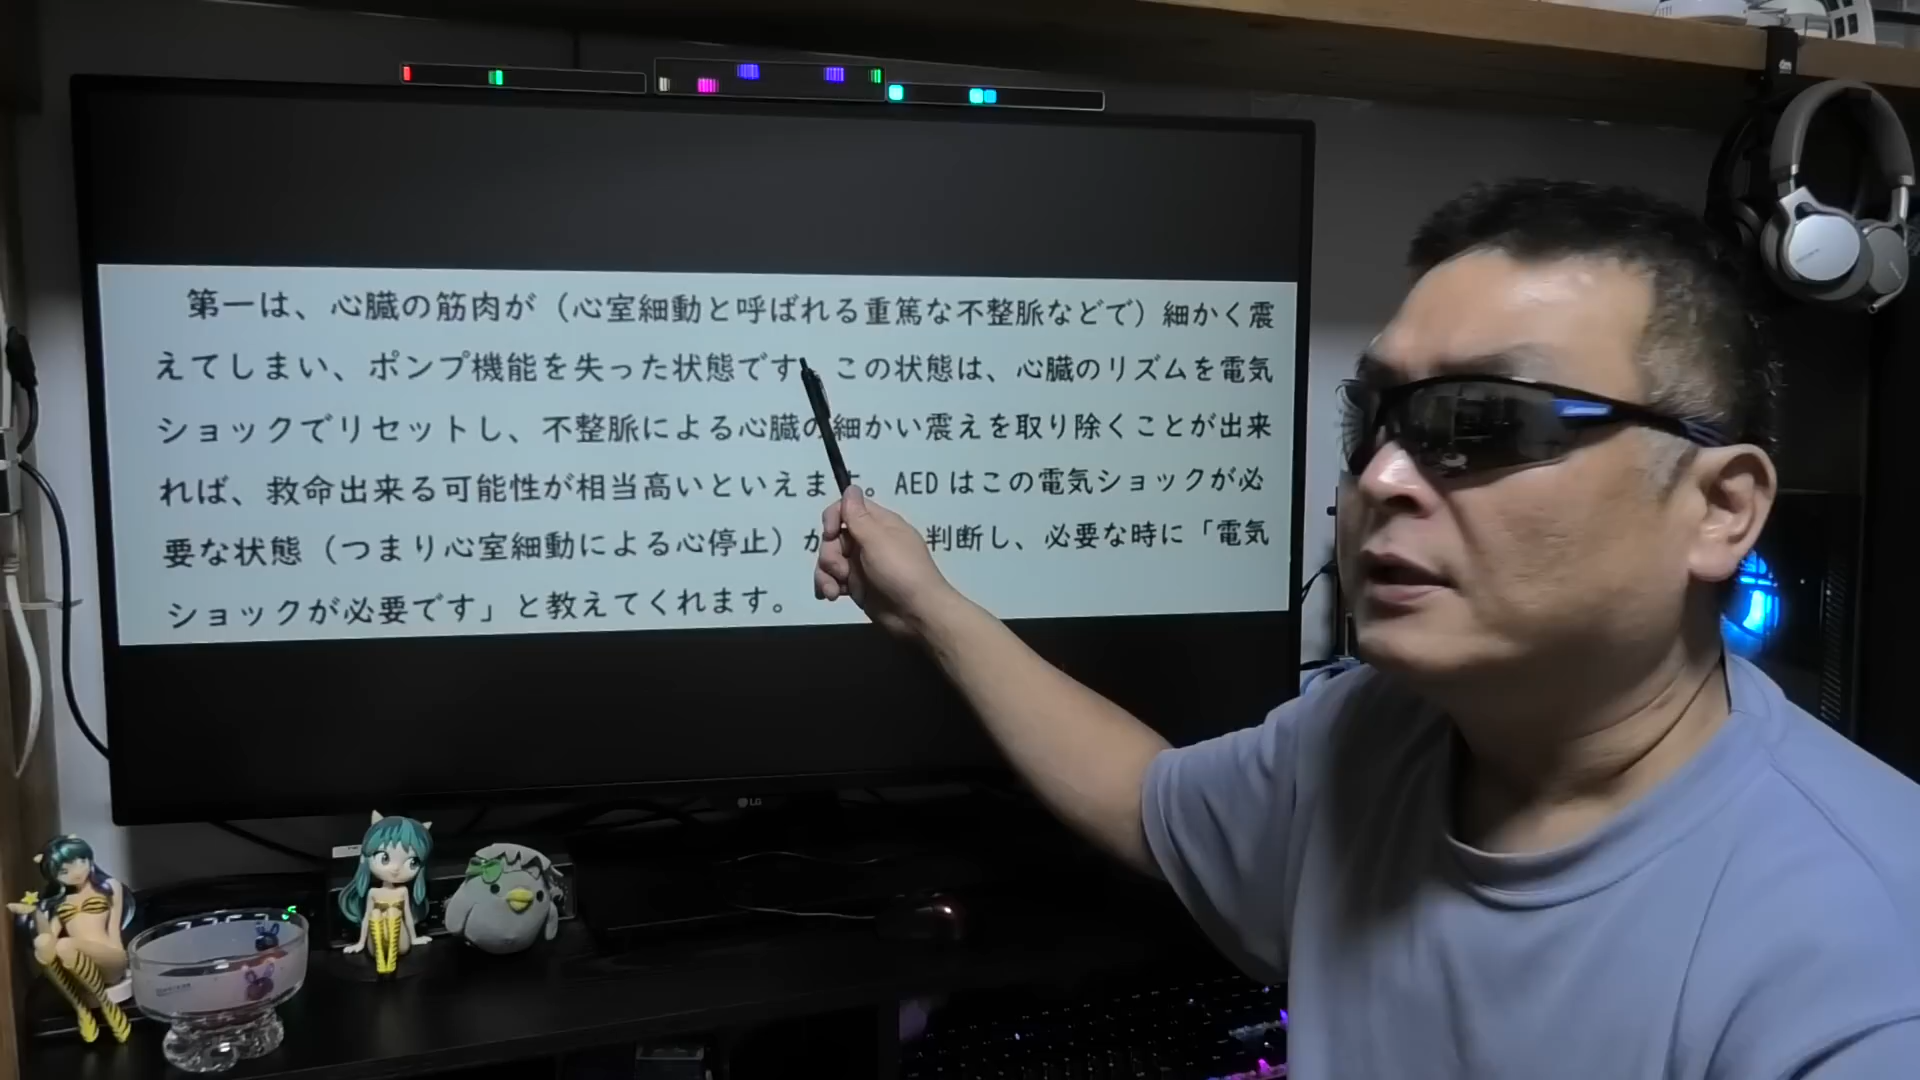 第一は、心臓の筋肉が（心室細動と呼ばれる重篤な不整脈などで）細かく震
えてしまい、ポンプ機能を失った状態です この状態は、心臓のリズムを電気
ショックでリセットし、不整脈による心臓の細かい震えを取り除くことが出来
れば、救命出来る可能性が相当高いといえま 。AED はこの電気ショックが必
要な状態（つまり心室細動による心停止）か 判断し、必要な時に「電気
ショックが必要です」と教えてくれます。
LG